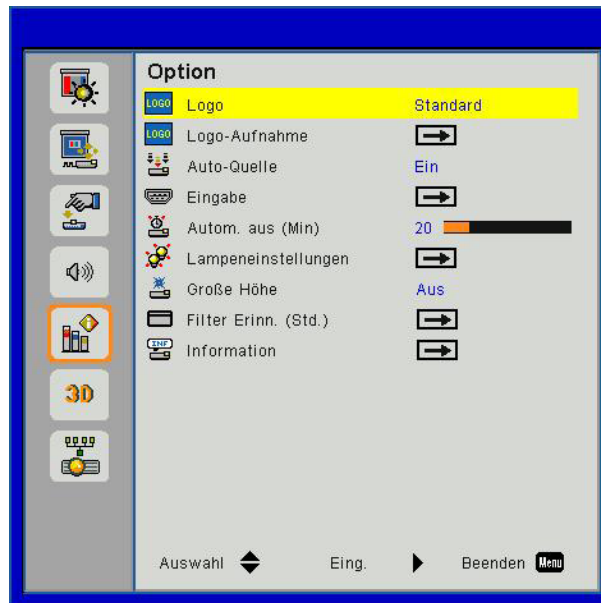 Option
LOGO Logo Standard
LOGO Logo-Aufnahme
Auto-Quelle Ein
Eingabe
Autom. aus (Min) 20
Lampeneinstellungen
Große Höhe Aus
Filter Erinn. (Std.)
INF Information
3D
Auswahl Eing. Beenden Menu